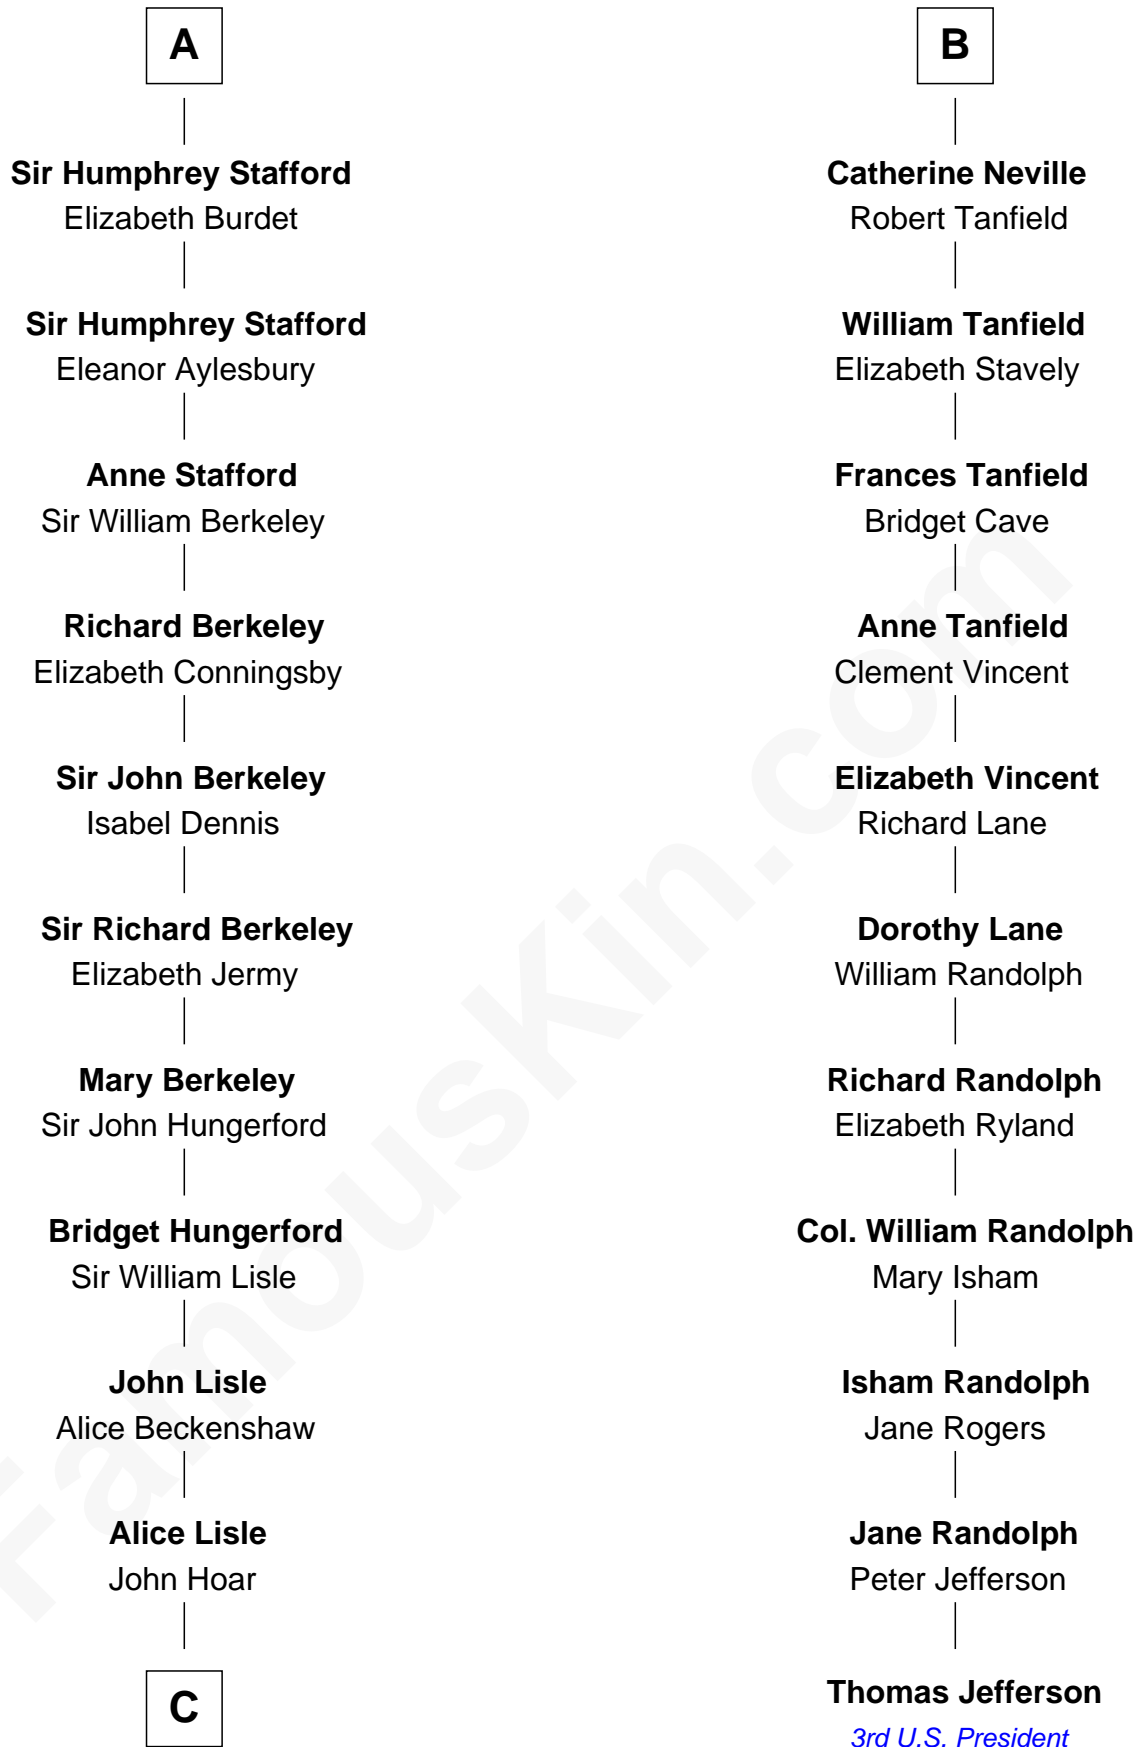 A
Sir Humphrey Stafford
Elizabeth Burdet
Sir Humphrey Stafford
Eleanor Aylesbury
Anne Stafford
Sir William Berkeley
Richard Berkeley
Elizabeth Conningsby
Sir John Berkeley
Isabel Dennis
Sir Richard Berkeley
Elizabeth Jermy
Mary Berkeley
Sir John Hungerford
Bridget Hungerford
Sir William Lisle
John Lisle
Alice Beckenshaw
Alice Lisle
John Hoar
C
B
Catherine Neville
Robert Tanfield
William Tanfield
Elizabeth Stavely
Frances Tanfield
Bridget Cave
Anne Tanfield
Clement Vincent
Elizabeth Vincent
Richard Lane
Dorothy Lane
William Randolph
Richard Randolph
Elizabeth Ryland
Col. William Randolph
Mary Isham
Isham Randolph
Jane Rogers
Jane Randolph
Peter Jefferson
Thomas Jefferson
3rd U.S. President
FamousKin.com